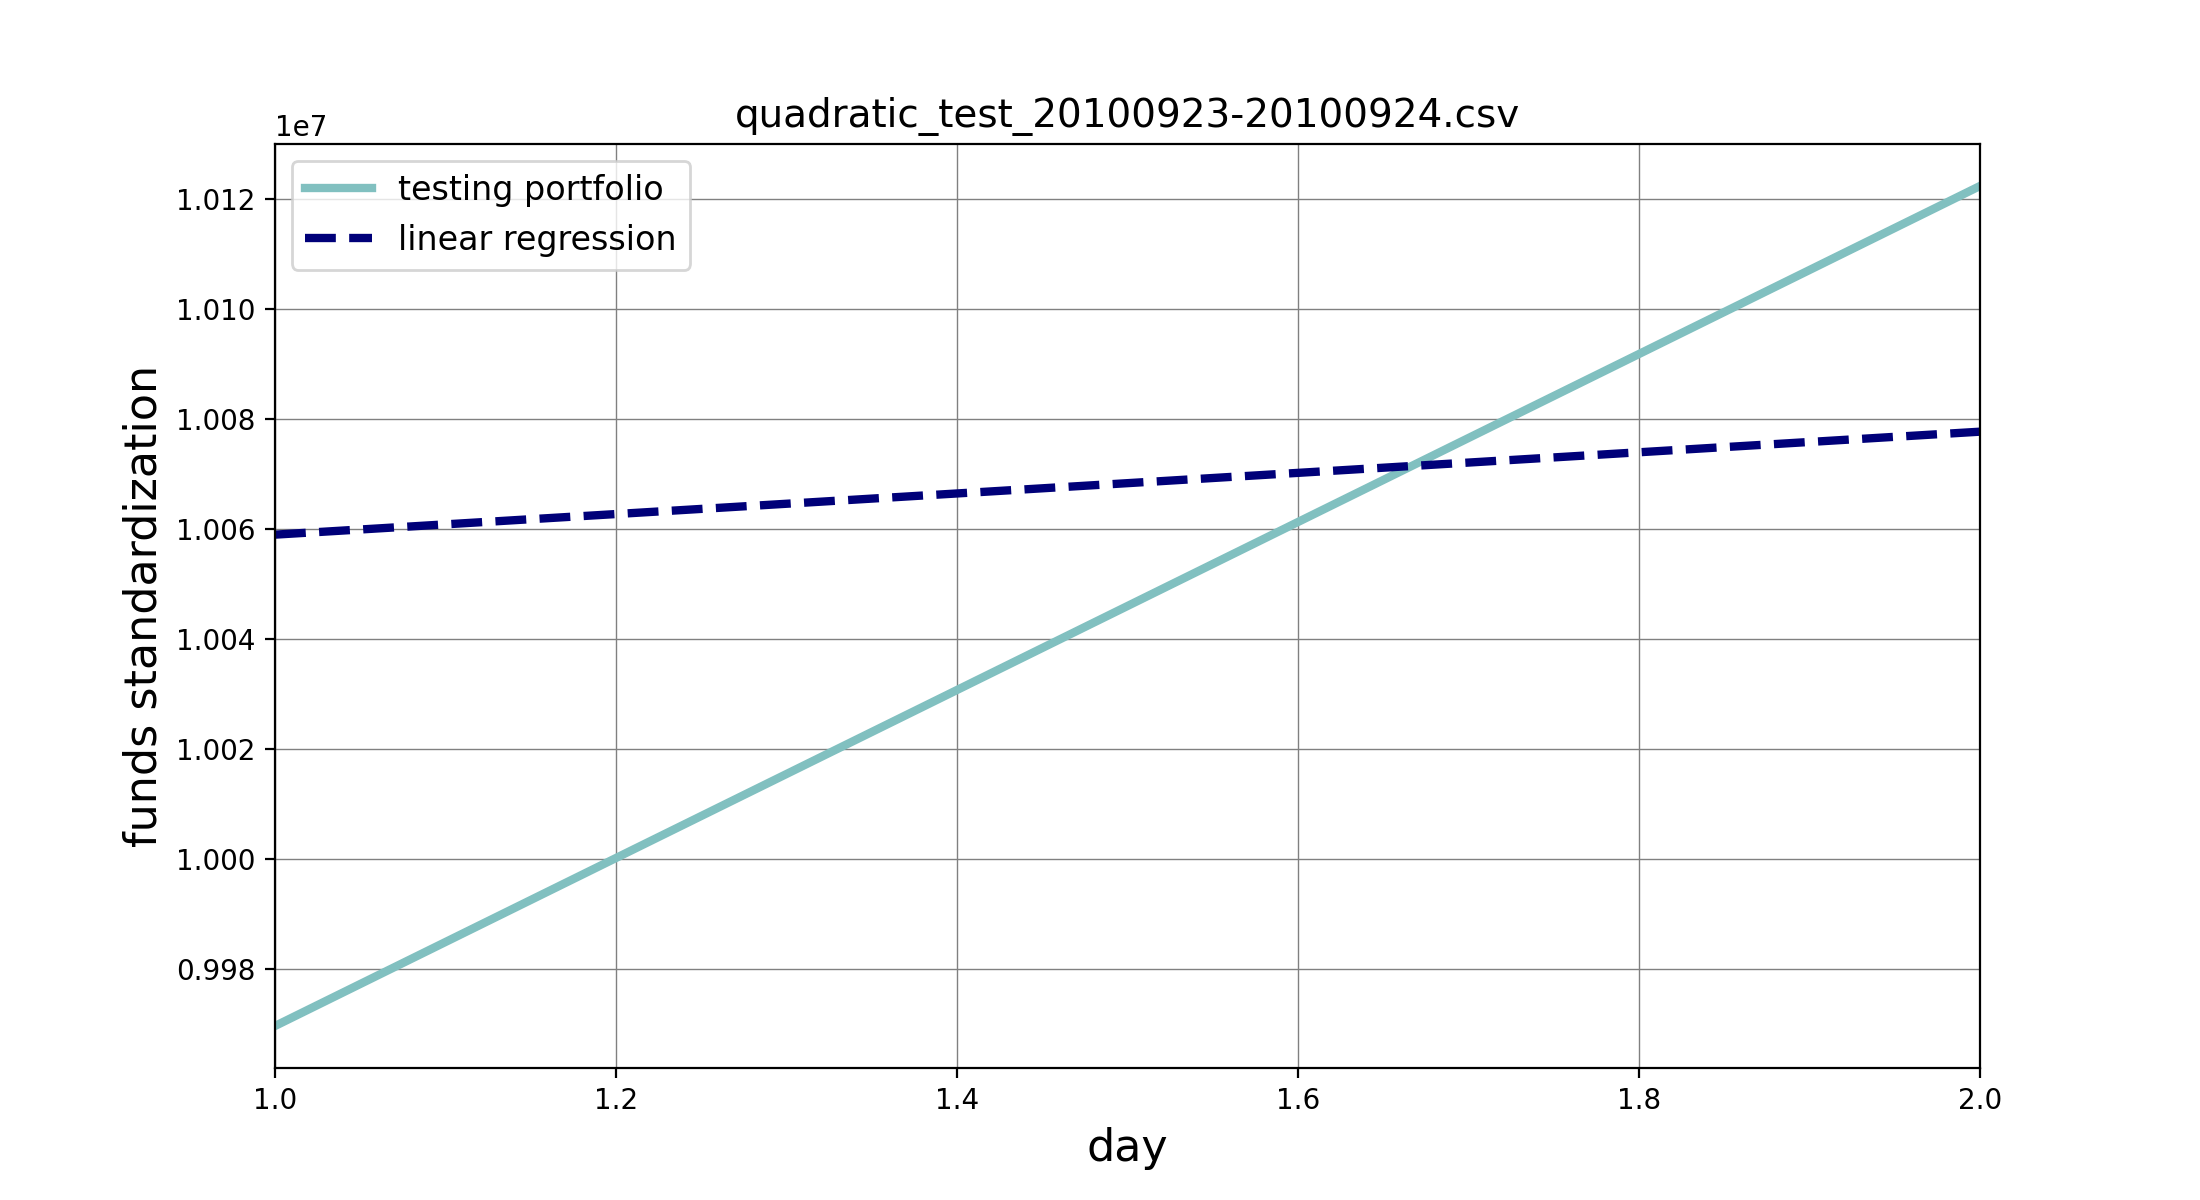 quadratic_test_20100923-20100924.csv
1e7
testing portfolio
linear regression
1.012
1.010
1.008
1.006
1.004
1.002
1.000
0.998
funds standardization
1.0 1.2 1.4 1.6 1.8 2.0
day